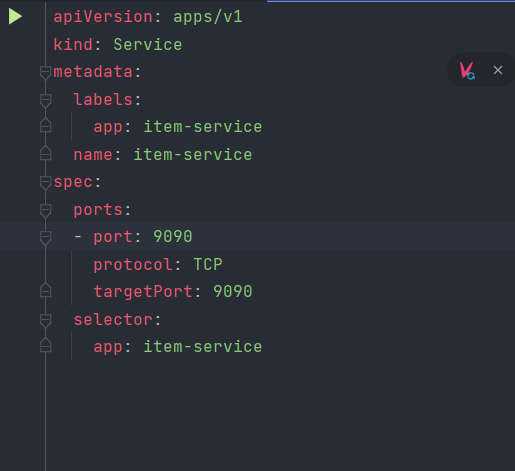 apiVersion: apps/v1
kind: Service
metadata:
  labels:
    app: item-service
  name: item-service
spec:
  ports:
  - port: 9090
    protocol: TCP
    targetPort: 9090
  selector:
    app: item-service